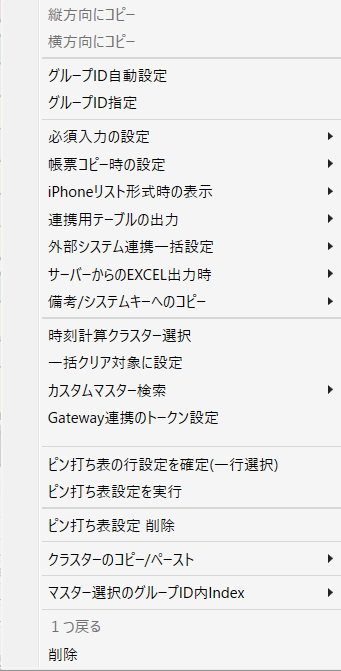 縦方向にコピー
横方向にコピー
グループID自動設定
グループID指定
必須入力の設定
帳票コピー時の設定
iPhoneリスト形式時の表示
連携用テーブルの出力
外部システム連携一括設定
サーバーからのEXCEL出力時
備考/システムキーへのコピー
時刻計算クラスター選択
一括クリア対象に設定
カスタムマスター検索
Gateway連携のトークン設定
ピン打ち表の行設定を確定(一行選択)
ピン打ち表設定を実行
ピン打ち表設定 削除
クラスターのコピー/ペースト
マスター選択のグループID内Index
１つ戻る
削除